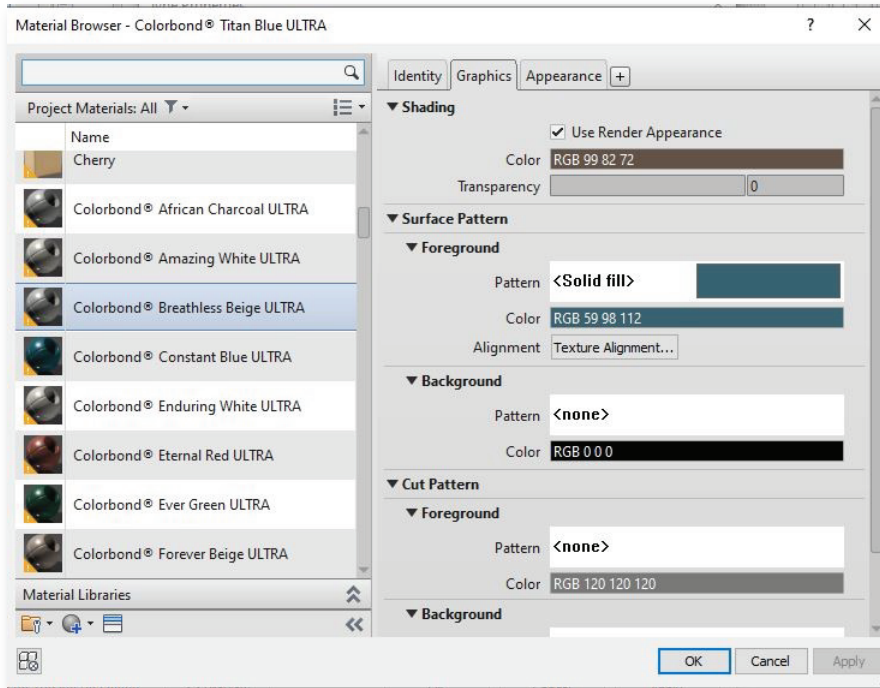 Material Browser - Colorbond® Titan Blue ULTRA
? X
Identity Graphics Appearance +
Project Materials: All
Name
Cherry
Colorbond® African Charcoal ULTRA
Colorbond® Amazing White ULTRA
Colorbond® Breathless Beige ULTRA
Colorbond® Constant Blue ULTRA
Colorbond® Enduring White ULTRA
Colorbond® Eternal Red ULTRA
Colorbond® Ever Green ULTRA
Colorbond® Forever Beige ULTRA
Material Libraries
Shading
Use Render Appearance
Color RGB 99 82 72
Transparency 0
Surface Pattern
Foreground
Pattern <Solid fill>
Color RGB 59 98 112
Alignment Texture Alignment...
Background
Pattern <none>
Color RGB 0 0 0
Cut Pattern
Foreground
Pattern <none>
Color RGB 120 120 120
Background
OK Cancel Apply